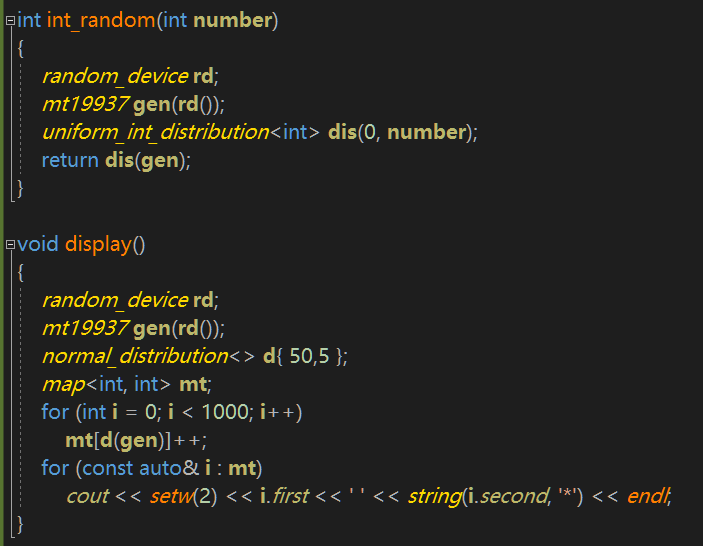 int int_random(int number)
{
random_device rd;
mt19937 gen(rd());
uniform_int_distribution<int> dis(0, number);
return dis(gen);
}
void display()
{
random_device rd;
mt19937 gen(rd());
normal_distribution<> d{ 50,5 };
map<int, int> mt;
for (int i = 0; i < 1000; i++)
mt[d(gen)]++;
for (const auto& i : mt)
cout << setw(2) << i.first << ' ' << string(i.second, '*') << endl;
}